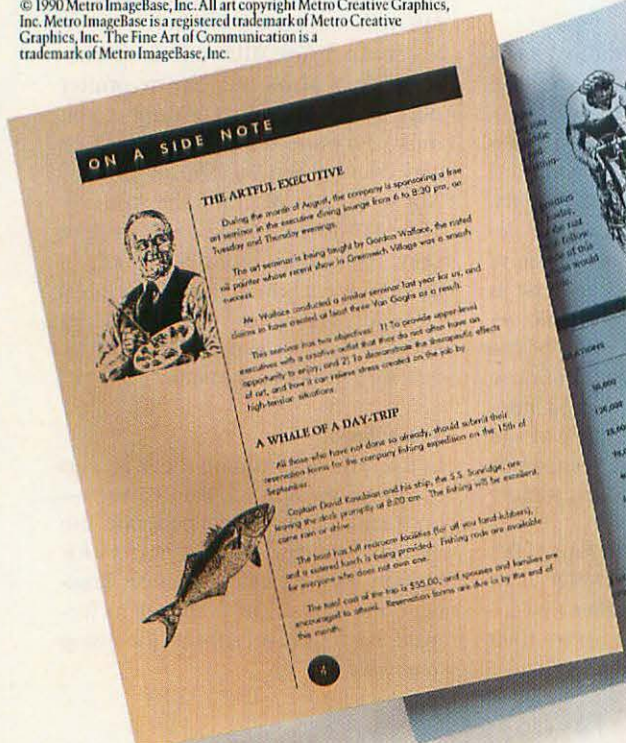 © 1990 Metro ImageBase, Inc. All art copyright Metro Creative Graphics,
Inc. Metro ImageBase is a registered trademark of Metro Creative
Graphics, Inc. The Fine Art of Communication is a
trademark of Metro ImageBase, Inc.
ON A SIDE NOTE
THE ARTFUL EXECUTIVE
During the month of August, the company is sponsoring a free
art seminar in the executive dining lounge from 6 to 8:30 pm, on
Tuesday and Thursday evenings.
The art seminar is being taught by Gordon Wallace, the noted
oil painter whose recent show in Greenwich Village was a smash
success.
Mr. Wallace conducted a similar seminar last year for us, and
claims to have created at least three Van Goghs as a result.
This seminar has two objectives: 1) To provide upper-level
executives with a creative outlet that they do not often have an
opportunity to enjoy, and 2) To demonstrate the therapeutic effects
of art, and how it can relieve stress created on the job by
high-tension situations.
A WHALE OF A DAY-TRIP
All those who have not done so already, should submit their
reservation forms for the company fishing expedition on the 15th of
September.
Captain David and his ship, the S.S. Sunridge, are
leaving the dock promptly at 8:20 am. The fishing will be excellent,
come rain or shine.
The boat has full restroom facilities (for all you land-lubbers),
and a catered lunch is being provided. Fishing rods are available
for everyone who does not own one.
The total cost of the trip is $55.00, and spouses and families are
encouraged to attend. Reservation forms are due in by the end of
this month.
4